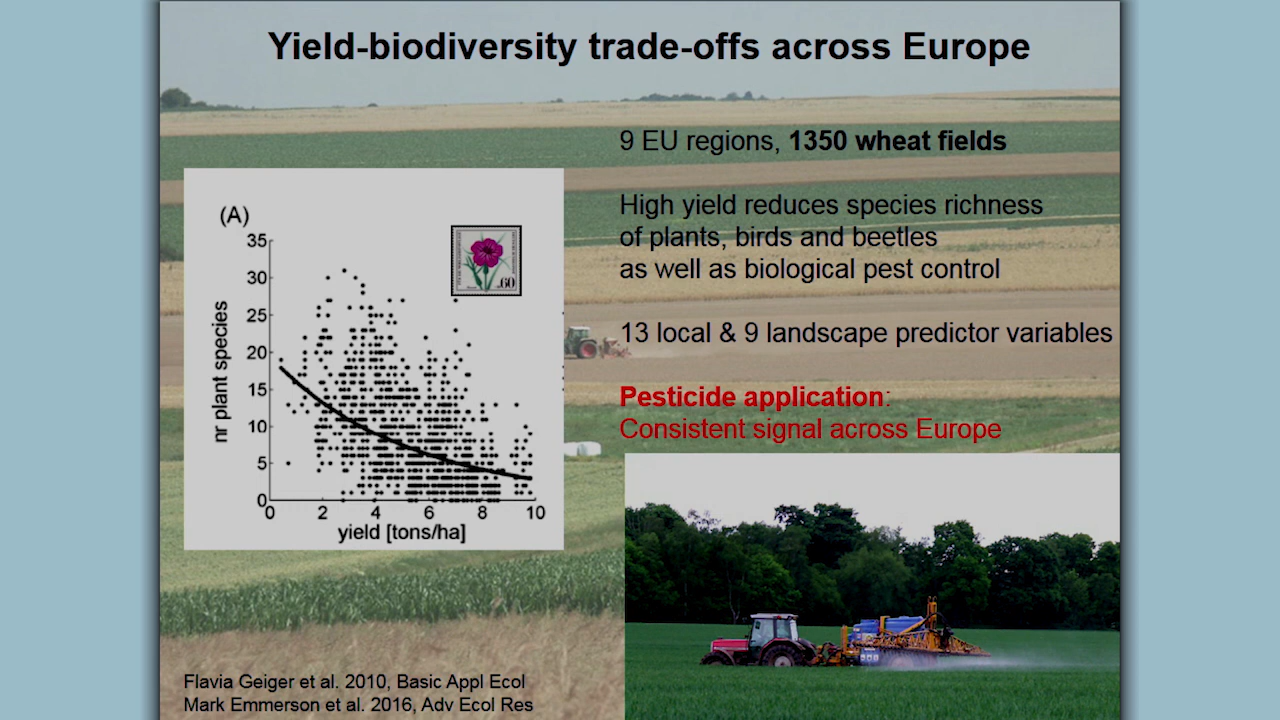 Yield-biodiversity trade-offs across Europe
9 EU regions, 1350 wheat fields
High yield reduces species richness
of plants, birds and beetles
as well as biological pest control
13 local & 9 landscape predictor variables
Pesticide application:
Consistent signal across Europe
(A)
35
30
25
20
15
10
5
0
nr plant species
0 2 4 6 8 10
yield [tons/ha]
60
Flavia Geiger et al. 2010, Basic Appl Ecol
Mark Emmerson et al. 2016, Adv Ecol Res